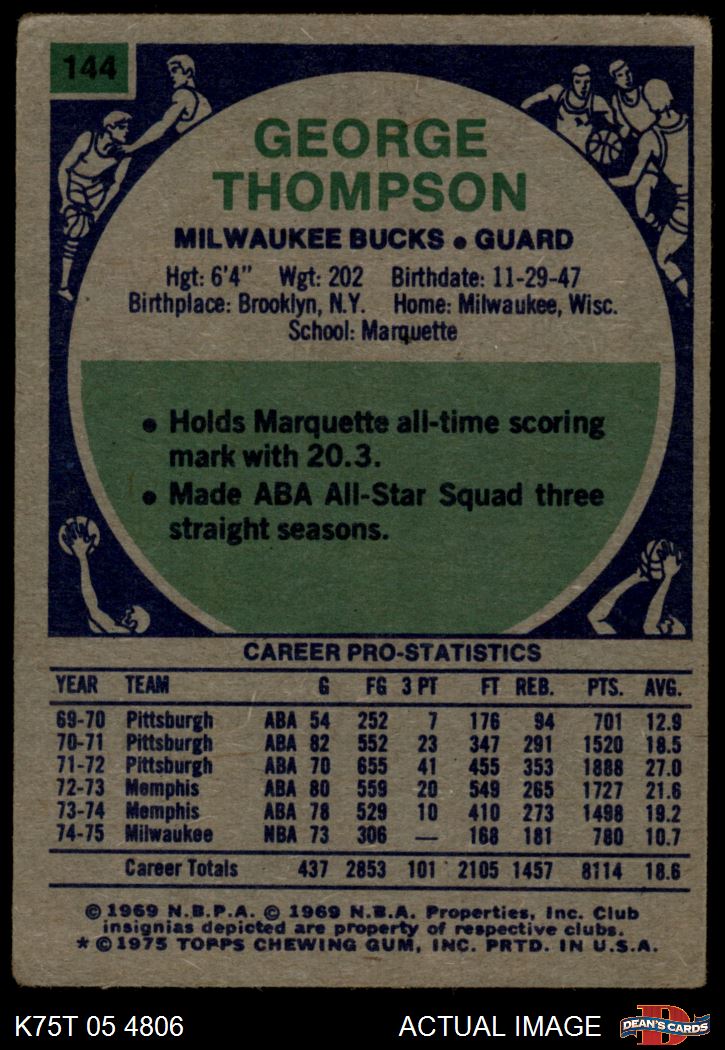 144
GEORGE
THOMPSON
MILWAUKEE BUCKS • GUARD
Hgt: 6'4" Wgt: 202 Birthdate: 11-29-47
Birthplace: Brooklyn, N.Y. Home: Milwaukee, Wisc.
School: Marquette
• Holds Marquette all-time scoring
mark with 20.3.
• Made ABA All-Star Squad three
straight seasons.
CAREER PRO-STATISTICS
YEAR TEAM G FG 3 PT FT REB. PTS. AVG.
69-70 Pittsburgh ABA 54 252 7 176 94 701 12.9
70-71 Pittsburgh ABA 82 552 23 347 291 1520 18.5
71-72 Pittsburgh ABA 70 655 41 455 353 1888 27.0
72-73 Memphis ABA 80 559 20 549 265 1727 21.6
73-74 Memphis ABA 78 529 10 410 273 1498 19.2
74-75 Milwaukee NBA 73 306 — 168 181 780 10.7
Career Totals 437 2853 101 2105 1457 8114 18.6
© 1969 N.B.P.A. © 1969 N.B.A. Properties, Inc. Club
insignias depicted are property of respective clubs.
* © 1975 TOPPS CHEWING GUM, INC. PRTD. IN U.S.A.
K75T 05 4806 ACTUAL IMAGE D DEAN'S CARDS